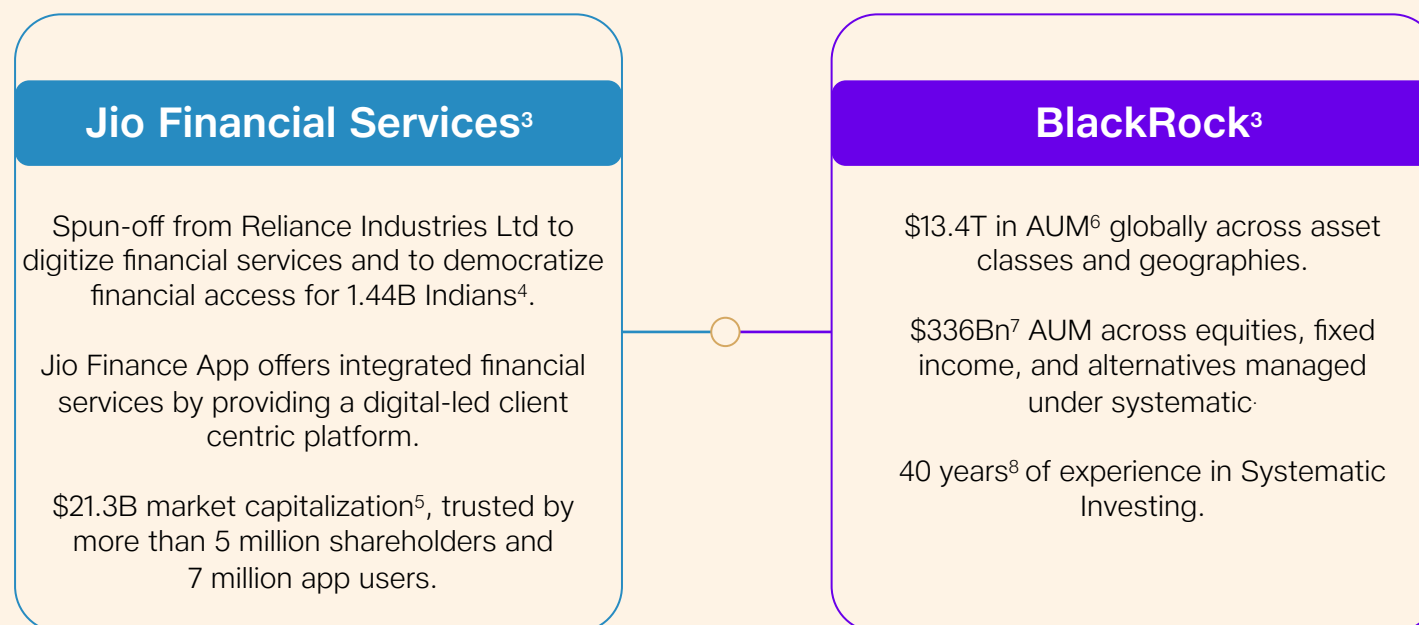 Jio Financial Services³
Spun-off from Reliance Industries Ltd to
digitize financial services and to democratize
financial access for 1.44B Indians⁴.
Jio Finance App offers integrated financial
services by providing a digital-led client
centric platform.
$21.3B market capitalization⁵, trusted by
more than 5 million shareholders and
7 million app users.
BlackRock³
$13.4T in AUM⁶ globally across asset
classes and geographies.
$336Bn⁷ AUM across equities, fixed
income, and alternatives managed
under systematic.
40 years⁸ of experience in Systematic
Investing.